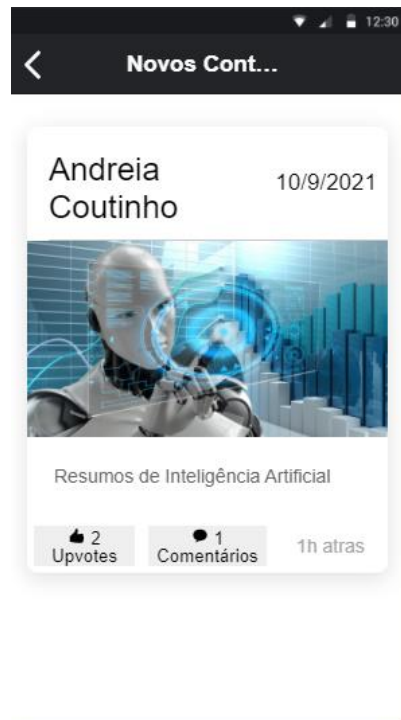 12:30
Novos Cont...
Andreia
Coutinho
10/9/2021
Resumos de Inteligência Artificial
2
Upvotes
1
Comentários
1h atras